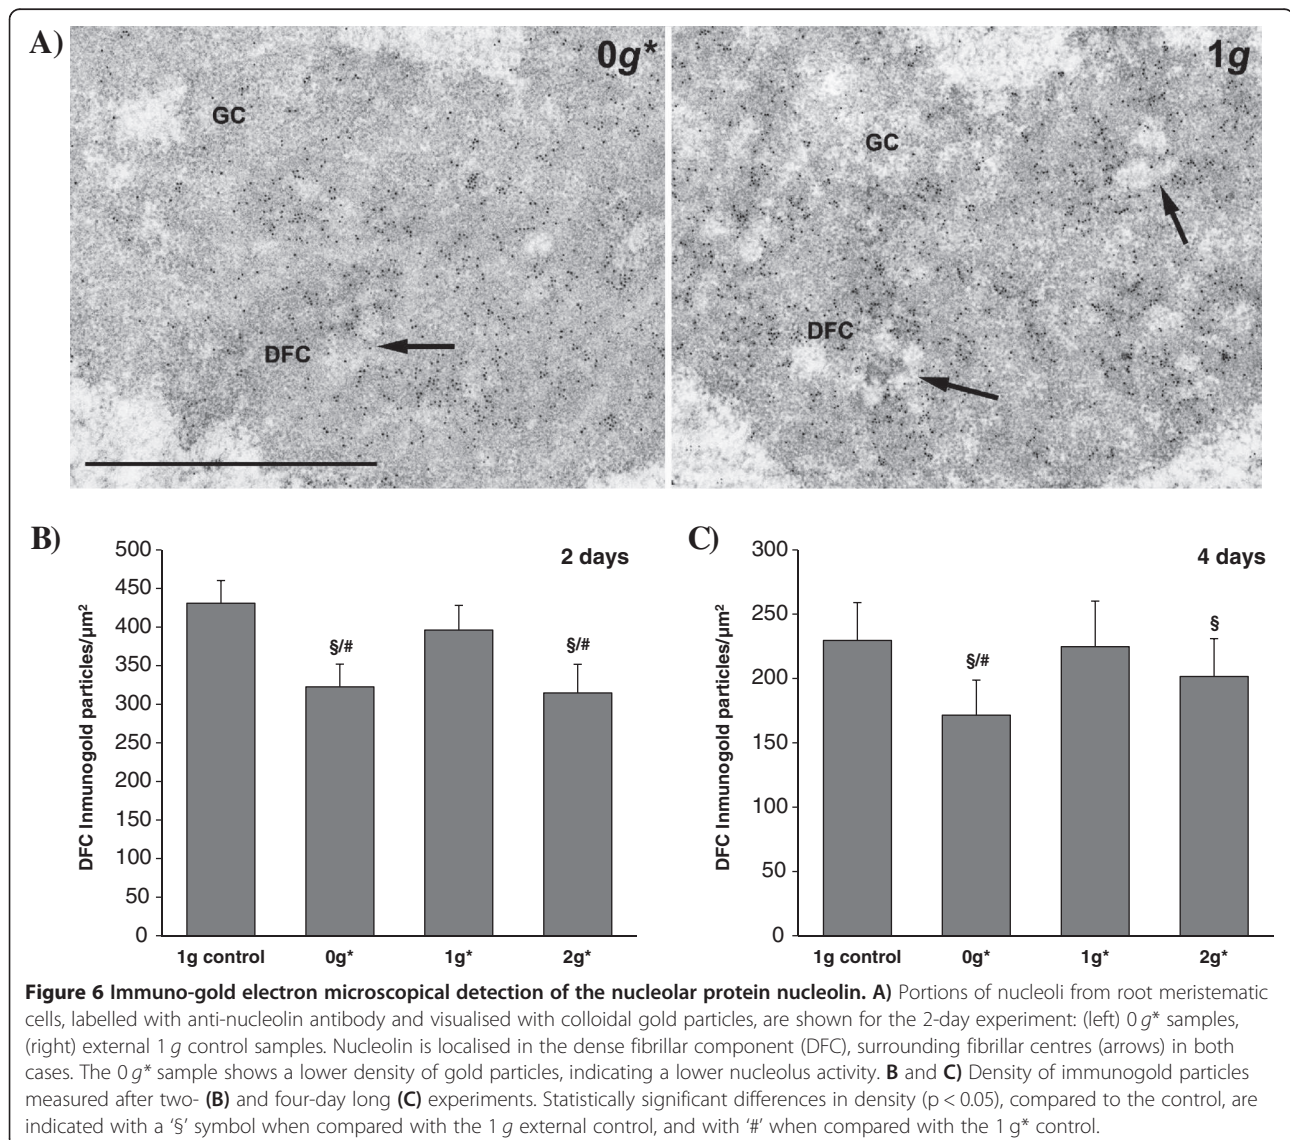 A)
0g*
1g
GC
GC
DFC
DFC
B)
2 days
DFC Inmunogold particles/µm²
500
450
400
350
300
250
200
150
100
50
0
§/#
§/#
1g control 0g* 1g* 2g*
C)
4 days
DFC Inmunogold particles/µm²
300
250
200
150
100
50
0
§/#
§
1g control 0g* 1g* 2g*
Figure 6 Immuno-gold electron microscopical detection of the nucleolar protein nucleolin. A) Portions of nucleoli from root meristematic
cells, labelled with anti-nucleolin antibody and visualised with colloidal gold particles, are shown for the 2-day experiment: (left) 0 g* samples,
(right) external 1 g control samples. Nucleolin is localised in the dense fibrillar component (DFC), surrounding fibrillar centres (arrows) in both
cases. The 0 g* sample shows a lower density of gold particles, indicating a lower nucleolus activity. B and C) Density of immunogold particles
measured after two- (B) and four-day long (C) experiments. Statistically significant differences in density (p < 0.05), compared to the control, are
indicated with a ‘§’ symbol when compared with the 1 g external control, and with ‘#’ when compared with the 1 g* control.